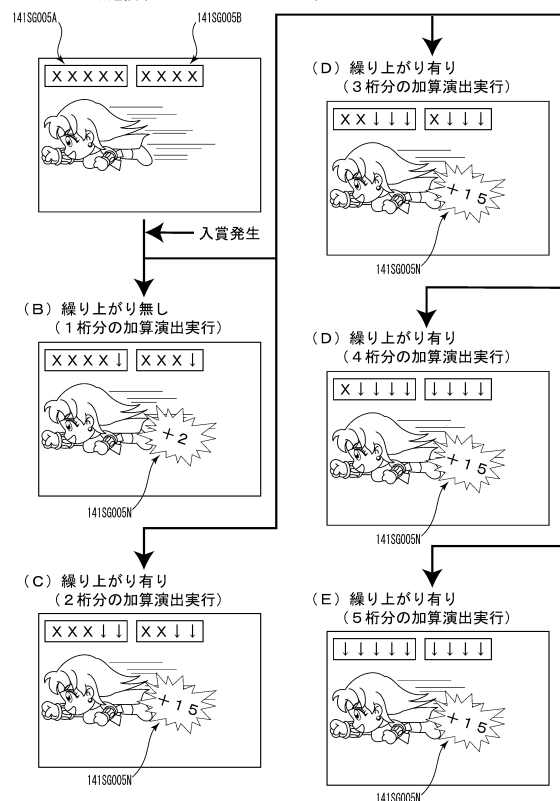 141SG005A
141SG005B
XXXXX
XXXX
入賞発生
(B) 繰り上がり無し
(1桁分の加算演出実行)
XXXX↓
XXX↓
+2
141SG005N
(C) 繰り上がり有り
(2桁分の加算演出実行)
XXX↓↓
XX↓↓
+15
141SG005N
(D) 繰り上がり有り
(3桁分の加算演出実行)
XX↓↓↓
X↓↓↓
+15
141SG005N
(D) 繰り上がり有り
(4桁分の加算演出実行)
X↓↓↓↓
↓↓↓↓
+15
141SG005N
(E) 繰り上がり有り
(5桁分の加算演出実行)
↓↓↓↓↓
↓↓↓↓
+15
141SG005N